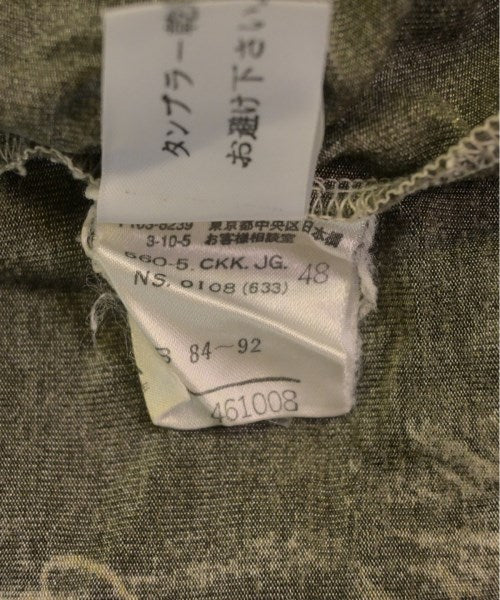 タンブラー乾
お避け下さい。
103-8239 東京都中央区日本橋
3-10-5 お客様相談室
560-5. CKK. JG. 48
NS. 0108 (633)
B 84〜92
461008